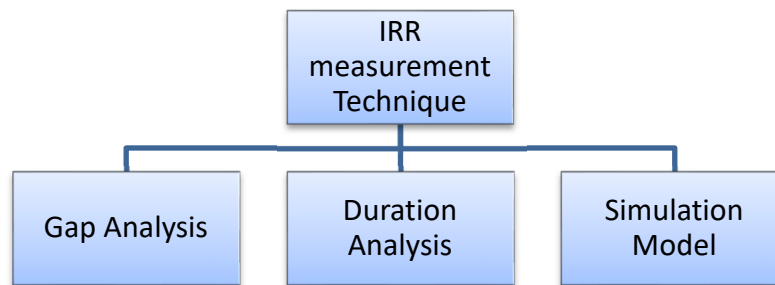 IRR
measurement
Technique
Gap Analysis
Duration
Analysis
Simulation
Model